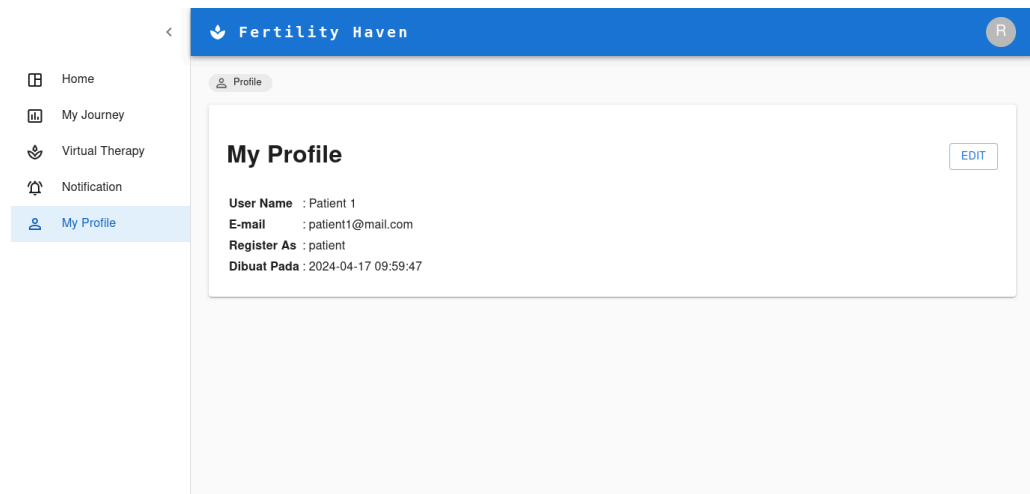 Fertility Haven
R
Home
My Journey
Virtual Therapy
Notification
My Profile
Profile
My Profile
EDIT
User Name : Patient 1
E-mail : patient1@mail.com
Register As : patient
Dibuat Pada : 2024-04-17 09:59:47